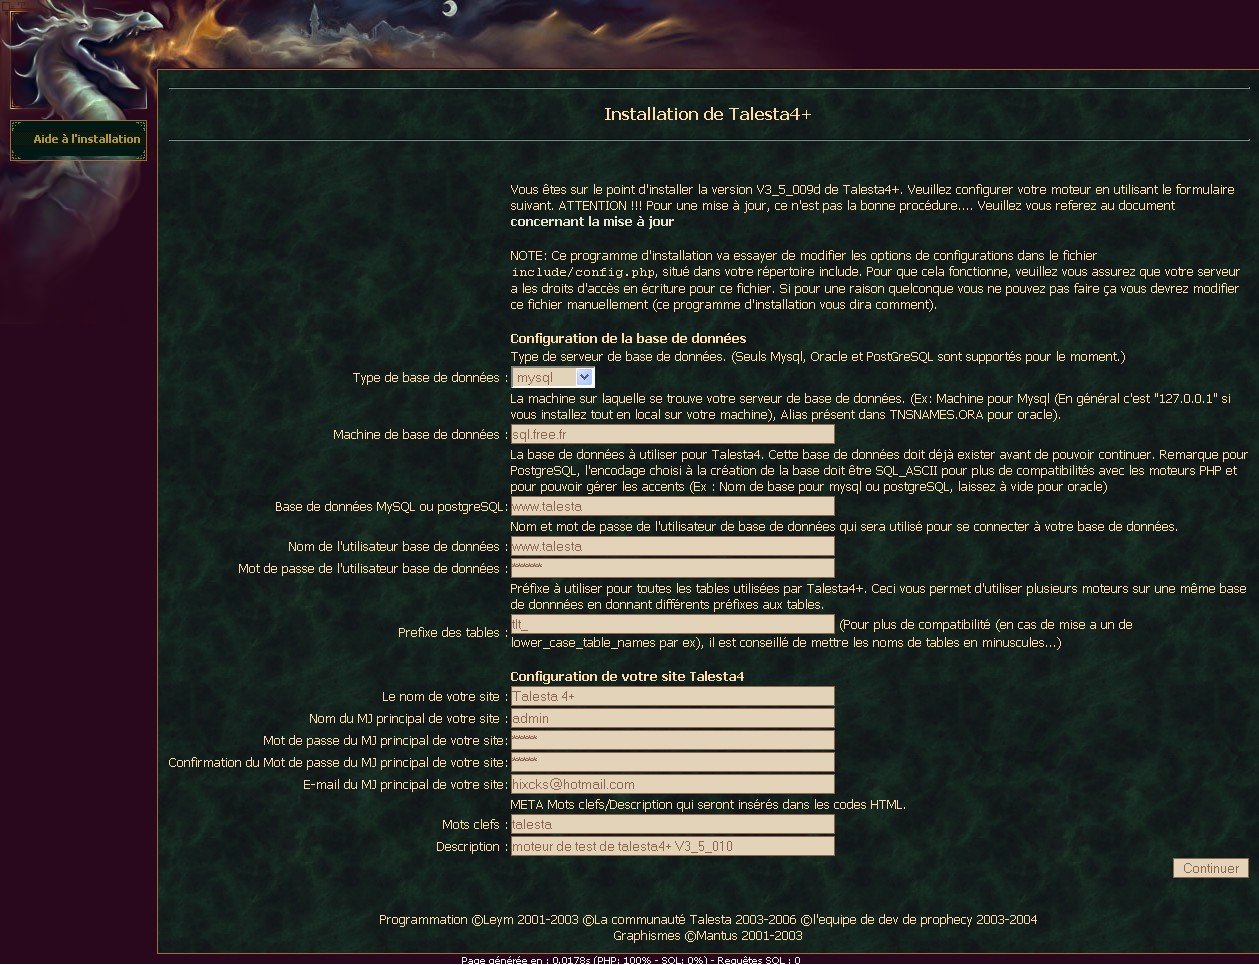 Aide à l'installation
Installation de Talesta4+
Vous êtes sur le point d'installer la version V3_5_009d de Talesta4+. Veuillez configurer votre moteur en utilisant le formulaire
suivant. ATTENTION !!! Pour une mise à jour, ce n'est pas la bonne procédure.... Veuillez vous referez au document
concernant la mise à jour
NOTE: Ce programme d'installation va essayer de modifier les options de configurations dans le fichier
include/config.php, situé dans votre répertoire include. Pour que cela fonctionne, veuillez vous assurez que votre serveur
a les droits d'accès en écriture pour ce fichier. Si pour une raison quelconque vous ne pouvez pas faire ça vous devrez modifier
ce fichier manuellement (ce programme d'installation vous dira comment).
Configuration de la base de données
Type de serveur de base de données. (Seuls Mysql, Oracle et PostGreSQL sont supportés pour le moment.)
Type de base de données : mysql
La machine sur laquelle se trouve votre serveur de base de données. (Ex: Machine pour Mysql (En général c'est "127.0.0.1" si
vous installez tout en local sur votre machine), Alias présent dans TNSNAMES.ORA pour oracle).
Machine de base de données : sql.free.fr
La base de données à utiliser pour Talesta4. Cette base de données doit déjà exister avant de pouvoir continuer. Remarque pour
PostgreSQL, l'encodage choisi à la création de la base doit être SQL_ASCII pour plus de compatibilités avec les moteurs PHP et
pour pouvoir gérer les accents (Ex : Nom de base pour mysql ou postgreSQL, laissez à vide pour oracle)
Base de données MySQL ou postgreSQL: www.talesta
Nom et mot de passe de l'utilisateur de base de données qui sera utilisé pour se connecter à votre base de données.
Nom de l'utilisateur base de données : www.talesta
Mot de passe de l'utilisateur base de données : ******
Préfixe à utiliser pour toutes les tables utilisées par Talesta4+. Ceci vous permet d'utiliser plusieurs moteurs sur une même base
de donnnées en donnant différents préfixes aux tables.
Prefixe des tables : tlt_ (Pour plus de compatibilité (en cas de mise a un de
lower_case_table_names par ex), il est conseillé de mettre les noms de tables en minuscules...)
Configuration de votre site Talesta4
Le nom de votre site : Talesta 4+
Nom du MJ principal de votre site : admin
Mot de passe du MJ principal de votre site: *****
Confirmation du Mot de passe du MJ principal de votre site: *****
E-mail du MJ principal de votre site: hixcks@hotmail.com
META Mots clefs/Description qui seront insérés dans les codes HTML.
Mots clefs : talesta
Description : moteur de test de talesta4+ V3_5_010
Continuer
Programmation ©Leym 2001-2003 ©La communauté Talesta 2003-2006 ©l'equipe de dev de prophecy 2003-2004
Graphismes ©Mantus 2001-2003
Page générée en : 0.0178s (PHP: 100% - SQL: 0%) - Requêtes SQL : 0